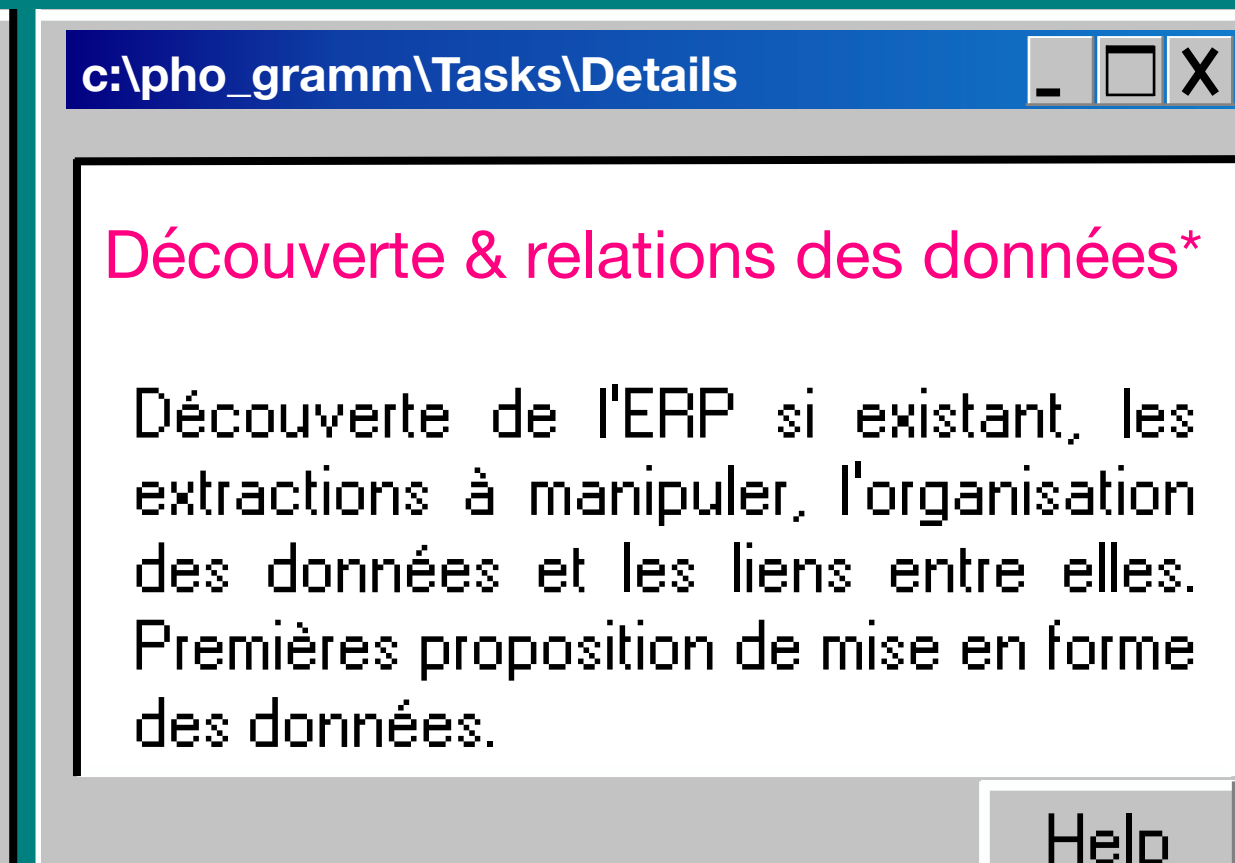 c:\pho_gramm\Tasks\Details
Découverte & relations des données*
Découverte de l'ERP si existant, les
extractions à manipuler, l'organisation
des données et les liens entre elles.
Premières proposition de mise en forme
des données.
Help